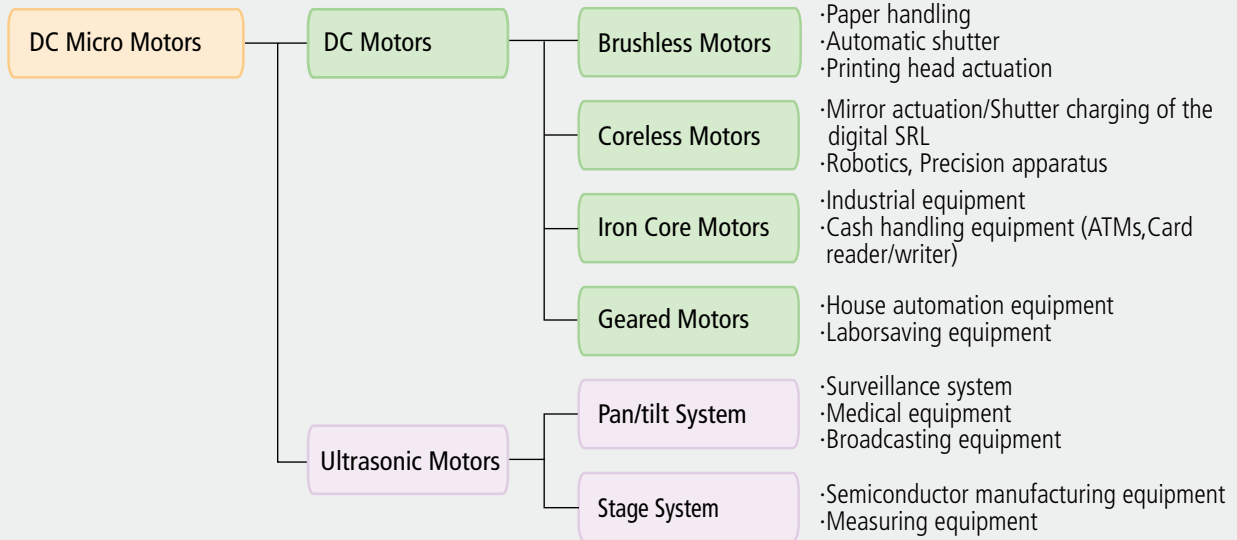 DC Micro Motors
DC Motors
Brushless Motors
·Paper handling
·Automatic shutter
·Printing head actuation
Coreless Motors
·Mirror actuation/Shutter charging of the
digital SRL
·Robotics, Precision apparatus
Iron Core Motors
·Industrial equipment
·Cash handling equipment (ATMs,Card
reader/writer)
Geared Motors
·House automation equipment
·Laborsaving equipment
Ultrasonic Motors
Pan/tilt System
·Surveillance system
·Medical equipment
·Broadcasting equipment
Stage System
·Semiconductor manufacturing equipment
·Measuring equipment